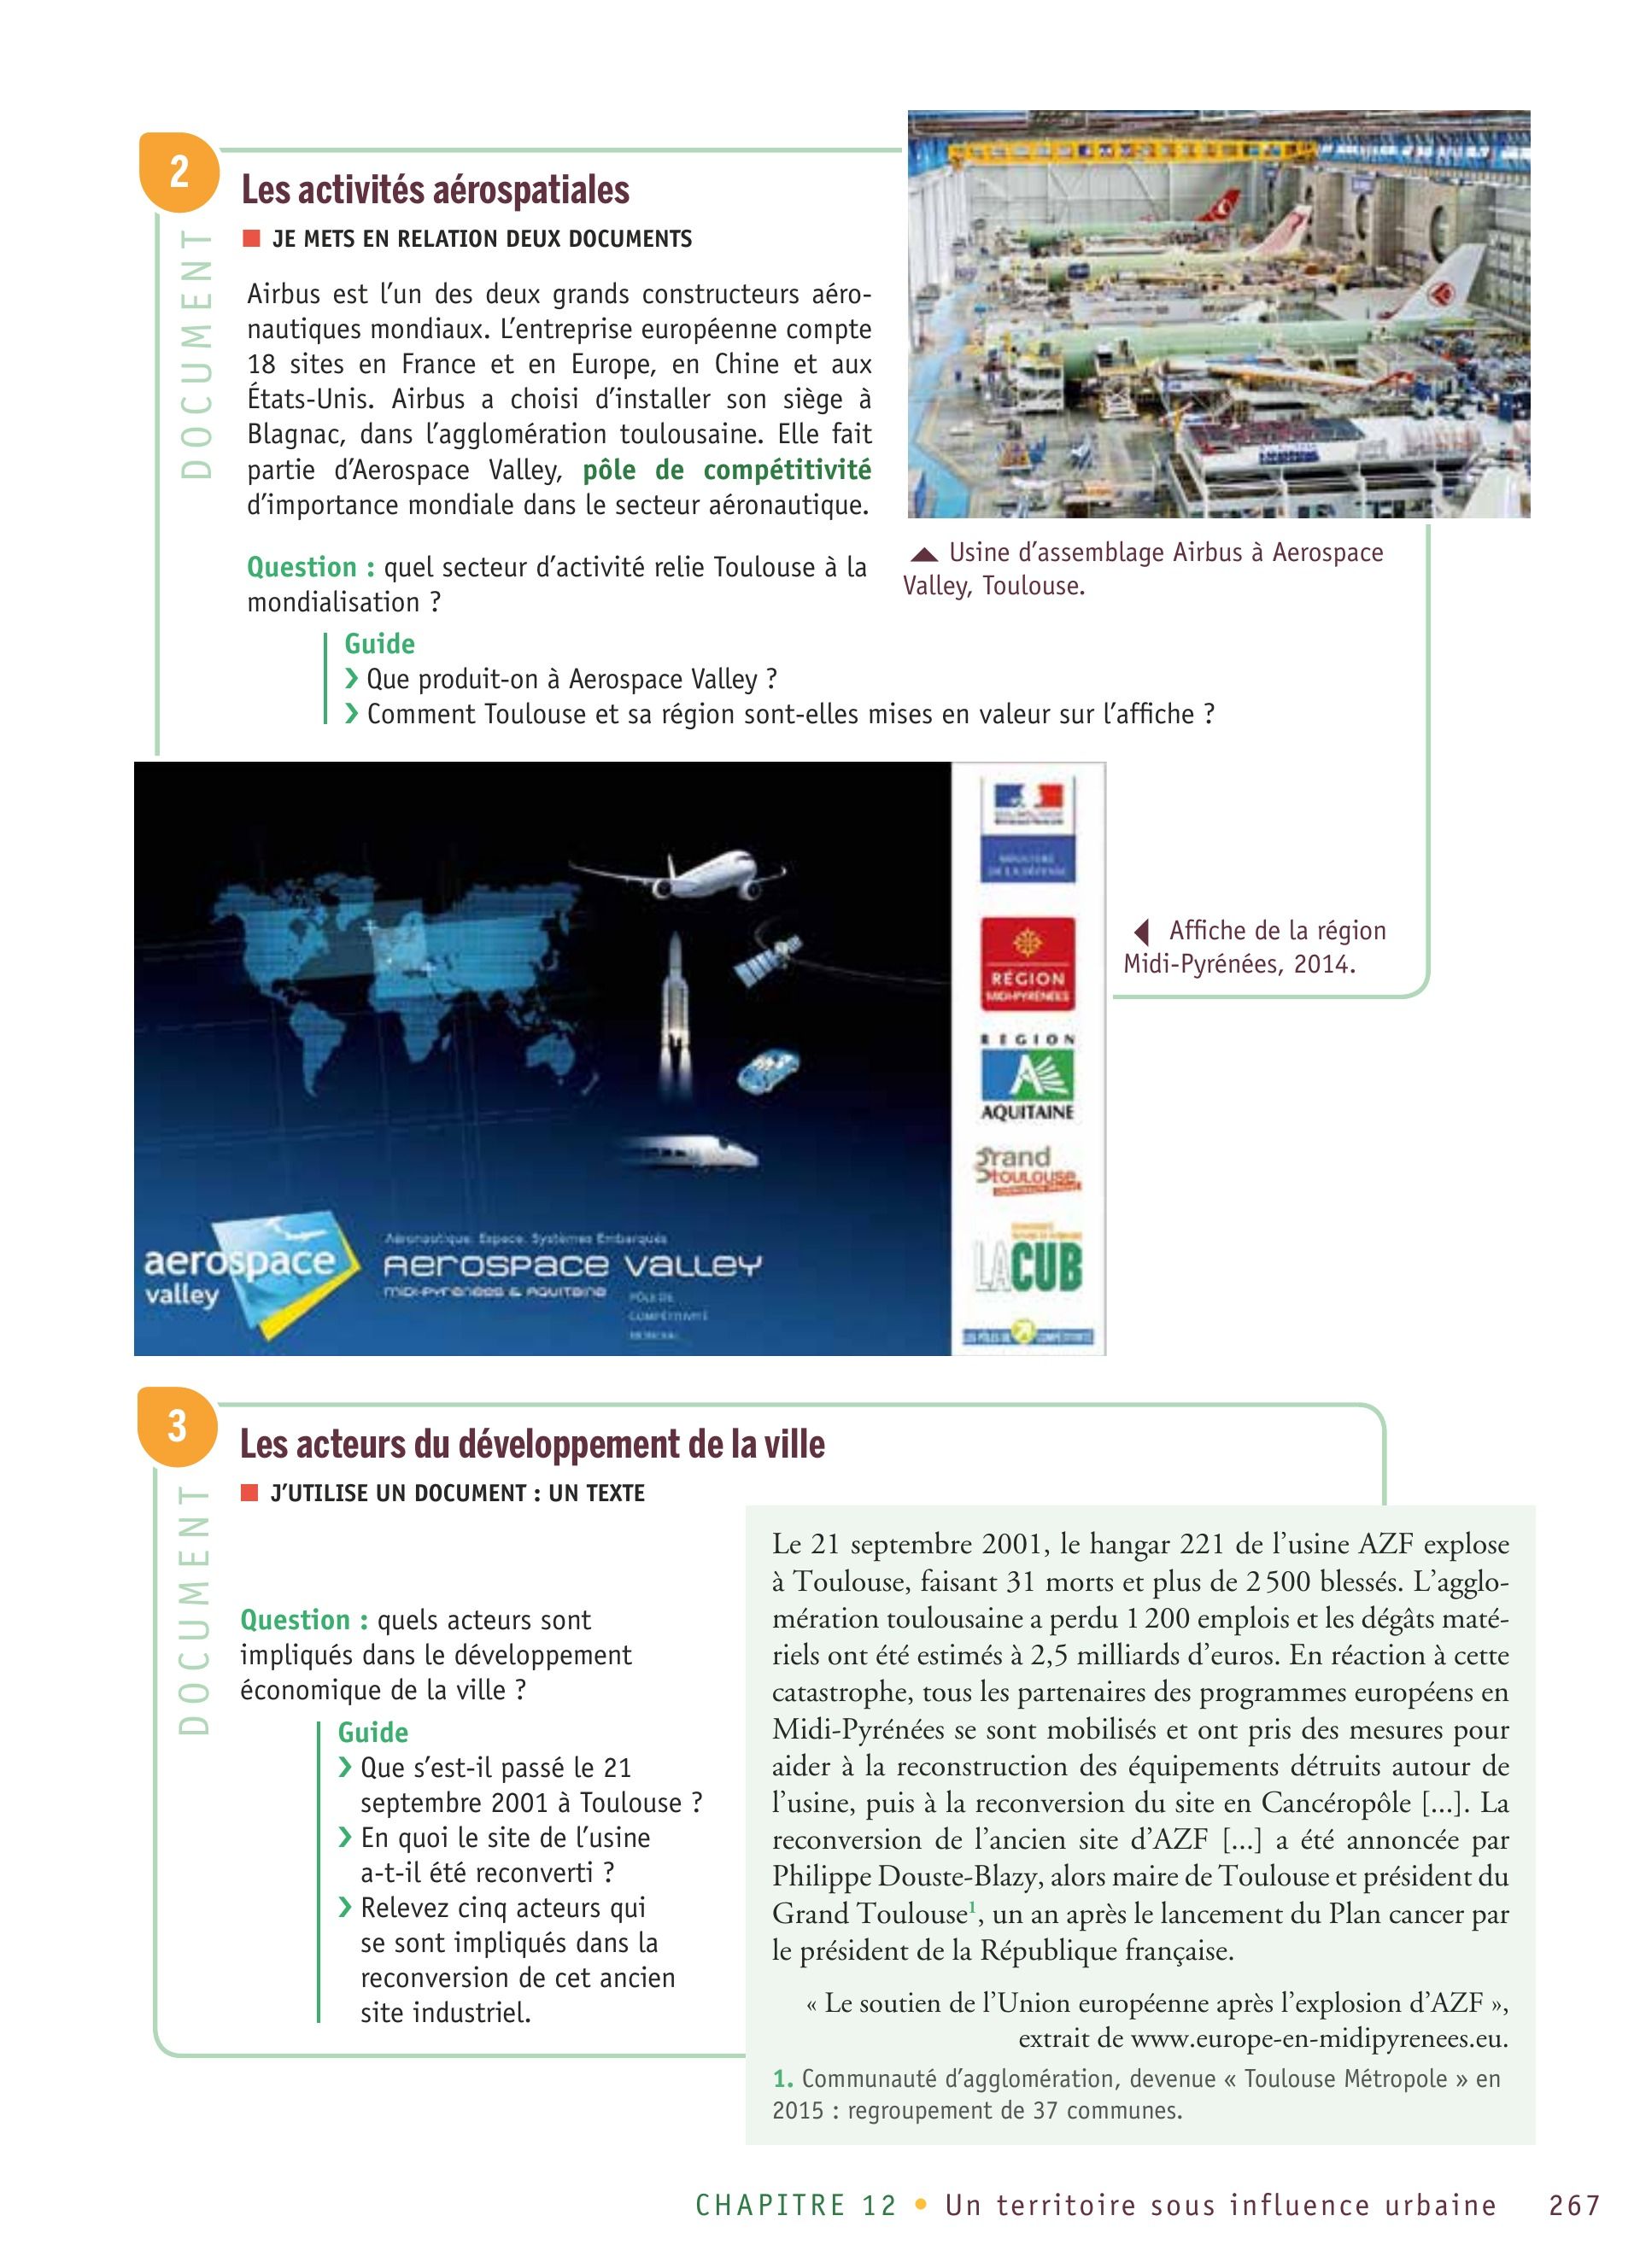 2
DOCUMENT
Les activités aérospatiales
JE METS EN RELATION DEUX DOCUMENTS
Airbus est l’un des deux grands constructeurs aéro-
nautiques mondiaux. L’entreprise européenne compte
18 sites en France et en Europe, en Chine et aux
États-Unis. Airbus a choisi d’installer son siège à
Blagnac, dans l’agglomération toulousaine. Elle fait
partie d’Aerospace Valley, pôle de compétitivité
d’importance mondiale dans le secteur aéronautique.
Question : quel secteur d’activité relie Toulouse à la
mondialisation ?
Guide
› Que produit-on à Aerospace Valley ?
› Comment Toulouse et sa région sont-elles mises en valeur sur l’affiche ?
Usine d’assemblage Airbus à Aerospace
Valley, Toulouse.
aerospace
valley
Aéronautique, Espace, Systèmes Embarqués
AEROSPACE VALLEY
MIDI-PYRENEES & AQUITAINE
PÔLE DE
COMPÉTITIVITÉ
MINISTÈRE
DE LA DÉFENSE
RÉGION
MIDI-PYRÉNÉES
RÉGION
AQUITAINE
Grand
toulouse
LACUB
Affiche de la région
Midi-Pyrénées, 2014.
3
DOCUMENT
Les acteurs du développement de la ville
J’UTILISE UN DOCUMENT : UN TEXTE
Question : quels acteurs sont
impliqués dans le développement
économique de la ville ?
Guide
› Que s’est-il passé le 21
septembre 2001 à Toulouse ?
› En quoi le site de l’usine
a-t-il été reconverti ?
› Relevez cinq acteurs qui
se sont impliqués dans la
reconversion de cet ancien
site industriel.
Le 21 septembre 2001, le hangar 221 de l’usine AZF explose
à Toulouse, faisant 31 morts et plus de 2 500 blessés. L’agglo-
mération toulousaine a perdu 1 200 emplois et les dégâts maté-
riels ont été estimés à 2,5 milliards d’euros. En réaction à cette
catastrophe, tous les partenaires des programmes européens en
Midi-Pyrénées se sont mobilisés et ont pris des mesures pour
aider à la reconstruction des équipements détruits autour de
l’usine, puis à la reconversion du site en Cancéropôle [...]. La
reconversion de l’ancien site d’AZF [...] a été annoncée par
Philippe Douste-Blazy, alors maire de Toulouse et président du
Grand Toulouse¹, un an après le lancement du Plan cancer par
le président de la République française.
« Le soutien de l’Union européenne après l’explosion d’AZF »,
extrait de www.europe-en-midipyrenees.eu.
1. Communauté d’agglomération, devenue « Toulouse Métropole » en
2015 : regroupement de 37 communes.
CHAPITRE 12 • Un territoire sous influence urbaine 267